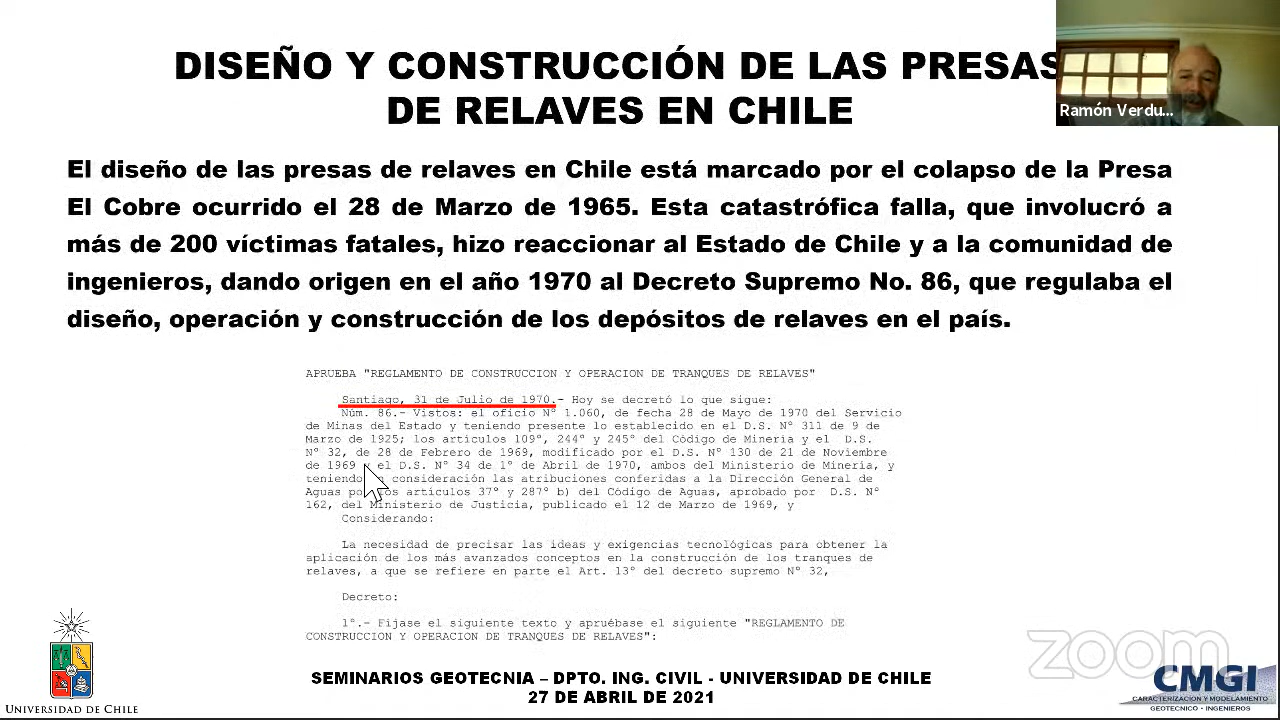 DISEÑO Y CONSTRUCCIÓN DE LAS PRESAS
DE RELAVES EN CHILE
Ramón Verdu...
El diseño de las presas de relaves en Chile está marcado por el colapso de la Presa
El Cobre ocurrido el 28 de Marzo de 1965. Esta catastrófica falla, que involucró a
más de 200 víctimas fatales, hizo reaccionar al Estado de Chile y a la comunidad de
ingenieros, dando origen en el año 1970 al Decreto Supremo No. 86, que regulaba el
diseño, operación y construcción de los depósitos de relaves en el país.
APRUEBA "REGLAMENTO DE CONSTRUCCION Y OPERACION DE TRANQUES DE RELAVES"
Santiago, 31 de Julio de 1970.- Hoy se decretó lo que sigue:
Núm. 86.- Vistos: el oficio N° 1.060, de fecha 28 de Mayo de 1970 del Servicio
de Minas del Estado y teniendo presente lo establecido en el D.S. N° 311 de 9 de
Marzo de 1925; los artículos 109°, 244° y 245° del Código de Minería y el D.S.
N° 32, de 28 de Febrero de 1969, modificado por el D.S. N° 130 de 21 de Noviembre
de 1969 el D.S. N° 34 de 1° de Abril de 1970, ambos del Ministerio de Minería, y
teniendo consideración las atribuciones conferidas a la Dirección General de
Aguas por los artículos 37° y 287° b) del Código de Aguas, aprobado por D.S. N°
162, del Ministerio de Justicia, publicado el 12 de Marzo de 1969, y
Considerando:
La necesidad de precisar las ideas y exigencias tecnológicas para obtener la
aplicación de los más avanzados conceptos en la construcción de los tranques de
relaves, a que se refiere en parte el Art. 13° del decreto supremo N° 32,
Decreto:
1°.- Fíjase el siguiente texto y apruébase el siguiente "REGLAMENTO DE
CONSTRUCCION Y OPERACION DE TRANQUES DE RELAVES":
UNIVERSIDAD DE CHILE
SEMINARIOS GEOTECNIA – DPTO. ING. CIVIL - UNIVERSIDAD DE CHILE
27 DE ABRIL DE 2021
zoom
CMGI
CARACTERIZACION Y MODELAMIENTO
GEOTECNICO - INGENIEROS